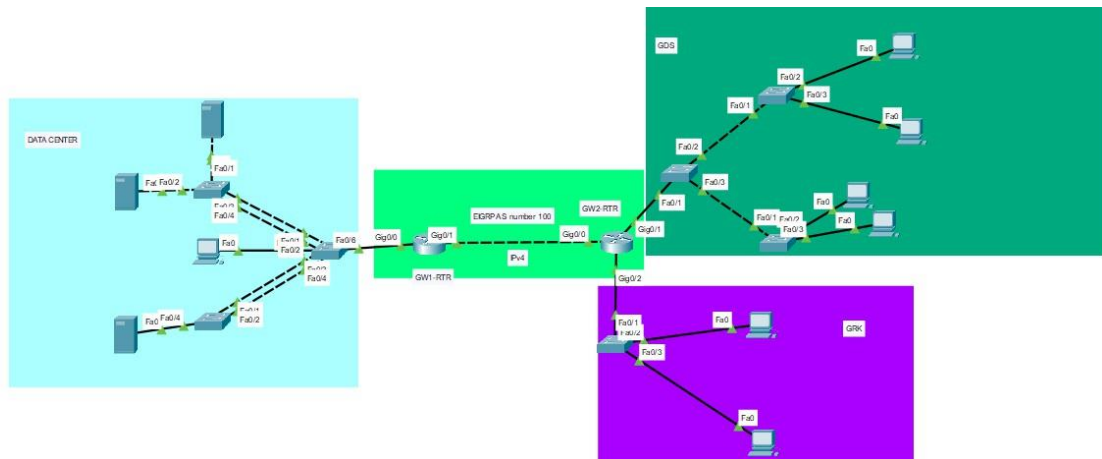 DATA CENTER
Fa0/1
Fa0/2
Fa0/4
Fa0
Fa0/2
Fa0/4
Fa0/6
Fa0/4
Fa0/2
Gig0/0
Gig0/1
GW1-RTR
EIGRPAS number 100
IPv4
Gig0/0
GW2-RTR
Gig0/1
Gig0/2
GDS
Fa0/1
Fa0/2
Fa0/3
Fa0/1
Fa0/2
Fa0/3
Fa0
Fa0
Fa0/1
Fa0/2
Fa0/3
Fa0
Fa0
Fa0/1
Fa0/2
Fa0/3
Fa0
Fa0
GRK